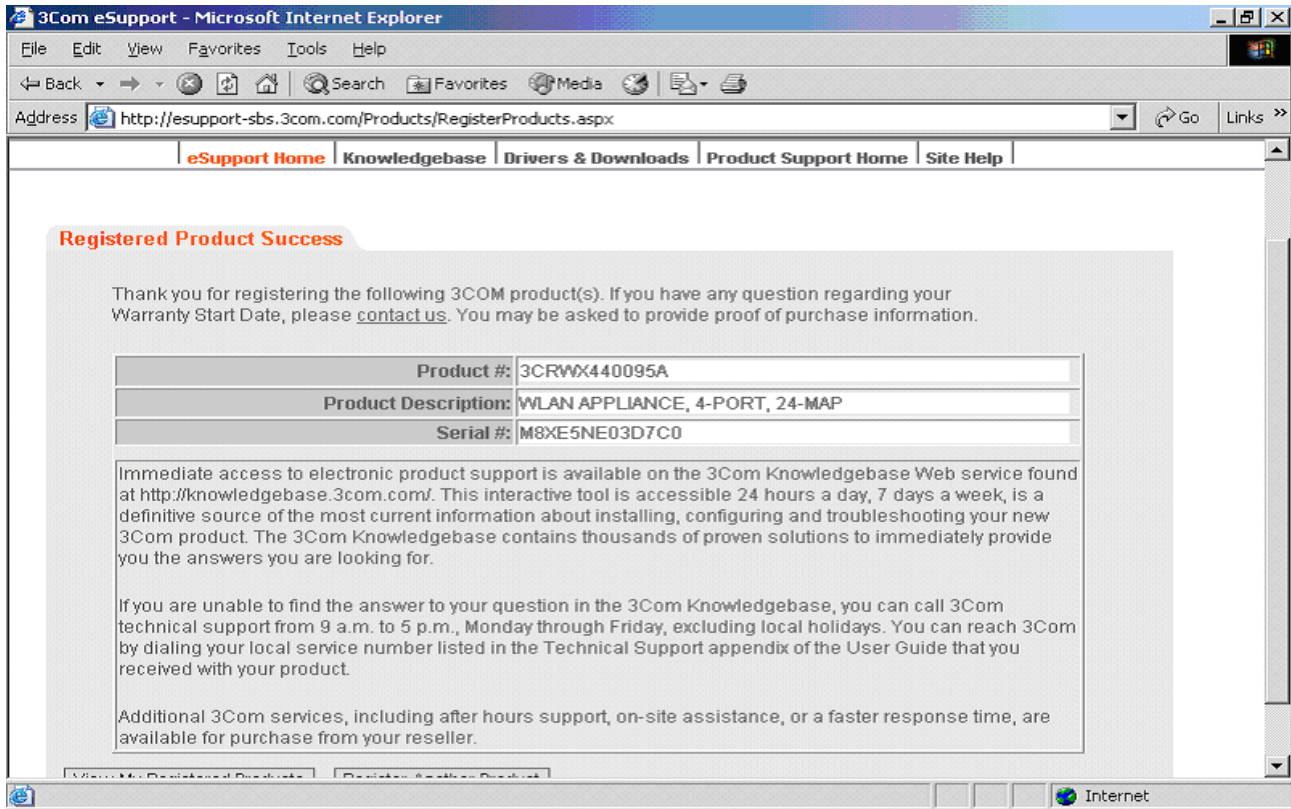 3Com eSupport - Microsoft Internet Explorer
File Edit View Favorites Tools Help
Back Search Favorites Media
Address http://esupport-sbs.3com.com/Products/RegisterProducts.aspx Go Links »
eSupport Home Knowledgebase Drivers & Downloads Product Support Home Site Help
Registered Product Success
Thank you for registering the following 3COM product(s). If you have any question regarding your
Warranty Start Date, please contact us. You may be asked to provide proof of purchase information.
Product #: 3CRWX440095A
Product Description: WLAN APPLIANCE, 4-PORT, 24-MAP
Serial #: M8XE5NE03D7C0
Immediate access to electronic product support is available on the 3Com Knowledgebase Web service found
at http://knowledgebase.3com.com/. This interactive tool is accessible 24 hours a day, 7 days a week, is a
definitive source of the most current information about installing, configuring and troubleshooting your new
3Com product. The 3Com Knowledgebase contains thousands of proven solutions to immediately provide
you the answers you are looking for.
If you are unable to find the answer to your question in the 3Com Knowledgebase, you can call 3Com
technical support from 9 a.m. to 5 p.m., Monday through Friday, excluding local holidays. You can reach 3Com
by dialing your local service number listed in the Technical Support appendix of the User Guide that you
received with your product.
Additional 3Com services, including after hours support, on-site assistance, or a faster response time, are
available for purchase from your reseller.
View My Registered Products Register Another Product
Internet